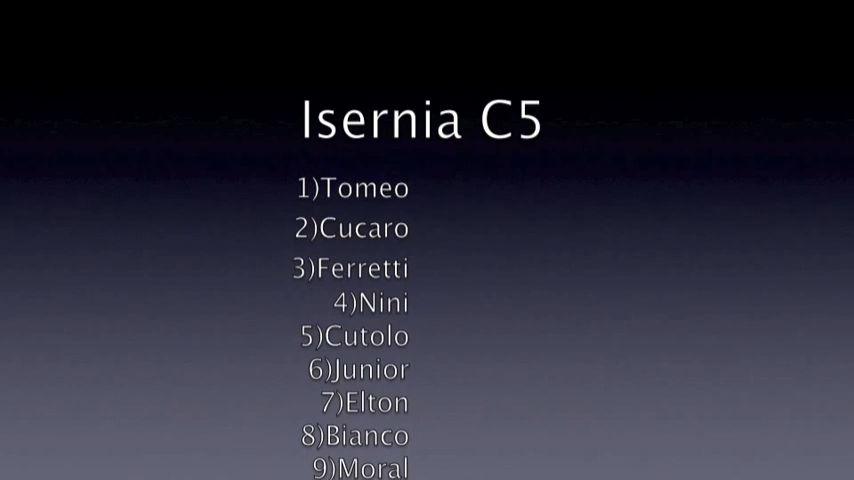 Isernia C5
1)Tomeo
2)Cucaro
3)Ferretti
4)Nini
5)Cutolo
6)Junior
7)Elton
8)Bianco
9)Moral